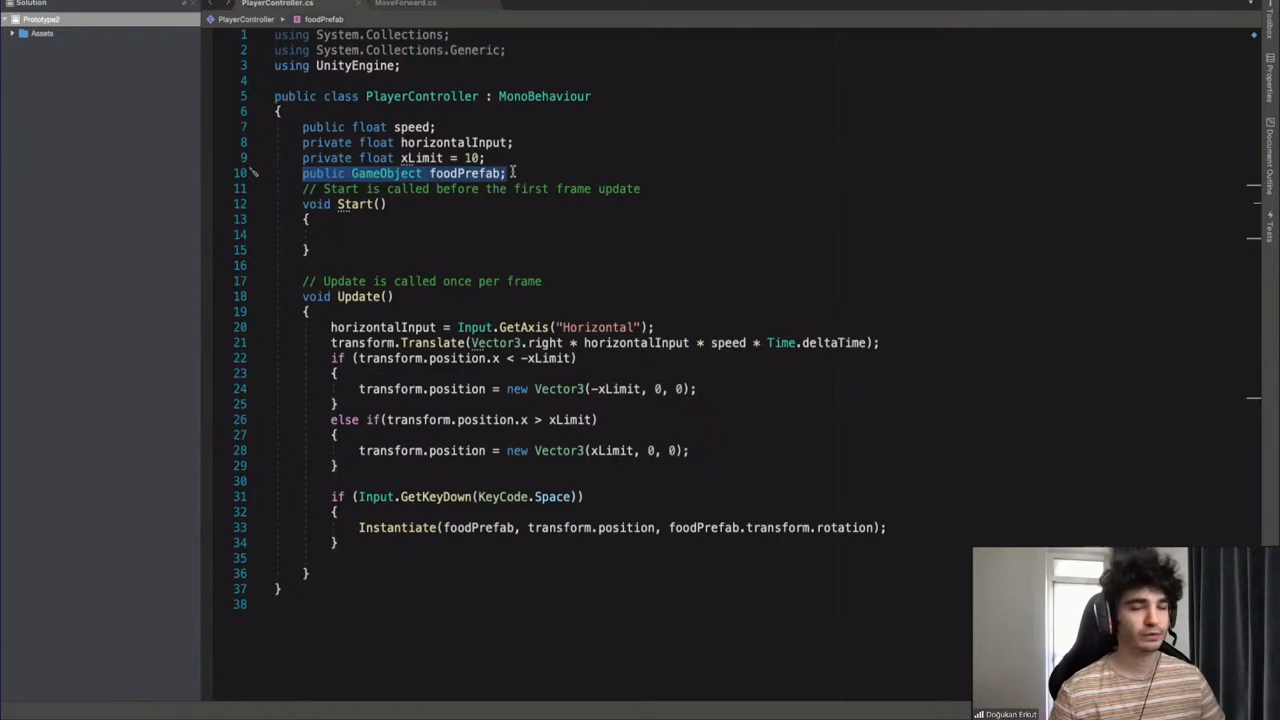 Solution
PlayerController.cs
MoveForward.cs
Prototype2
PlayerController
foodPrefab
Assets
1 using System.Collections;
2 using System.Collections.Generic;
3 using UnityEngine;
4
5 public class PlayerController : MonoBehaviour
6 {
7 public float speed;
8 private float horizontalInput;
9 private float xLimit = 10;
10 public GameObject foodPrefab;
11 // Start is called before the first frame update
12 void Start()
13 {
14
15 }
16
17 // Update is called once per frame
18 void Update()
19 {
20 horizontalInput = Input.GetAxis("Horizontal");
21 transform.Translate(Vector3.right * horizontalInput * speed * Time.deltaTime);
22 if (transform.position.x < -xLimit)
23 {
24 transform.position = new Vector3(-xLimit, 0, 0);
25 }
26 else if(transform.position.x > xLimit)
27 {
28 transform.position = new Vector3(xLimit, 0, 0);
29 }
30
31 if (Input.GetKeyDown(KeyCode.Space))
32 {
33 Instantiate(foodPrefab, transform.position, foodPrefab.transform.rotation);
34 }
35
36 }
37 }
38
Toolbox
Properties
Document Outline
Tests
Doğukan Erkut